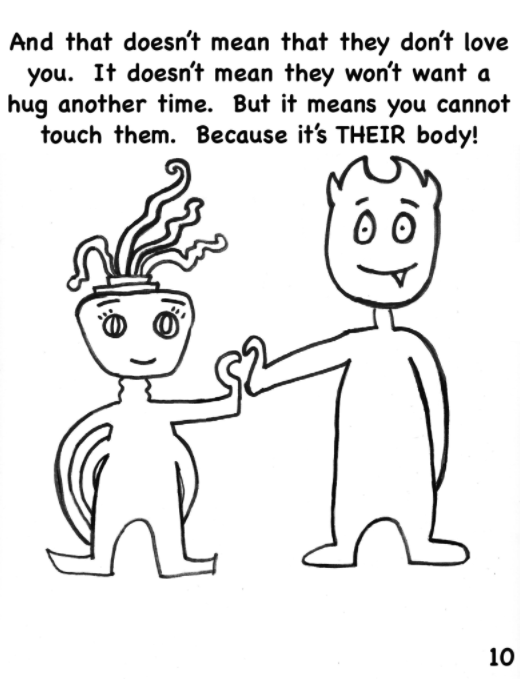 And that doesn't mean that they don't love
you. It doesn't mean they won't want a
hug another time. But it means you cannot
touch them. Because it's THEIR body!
10